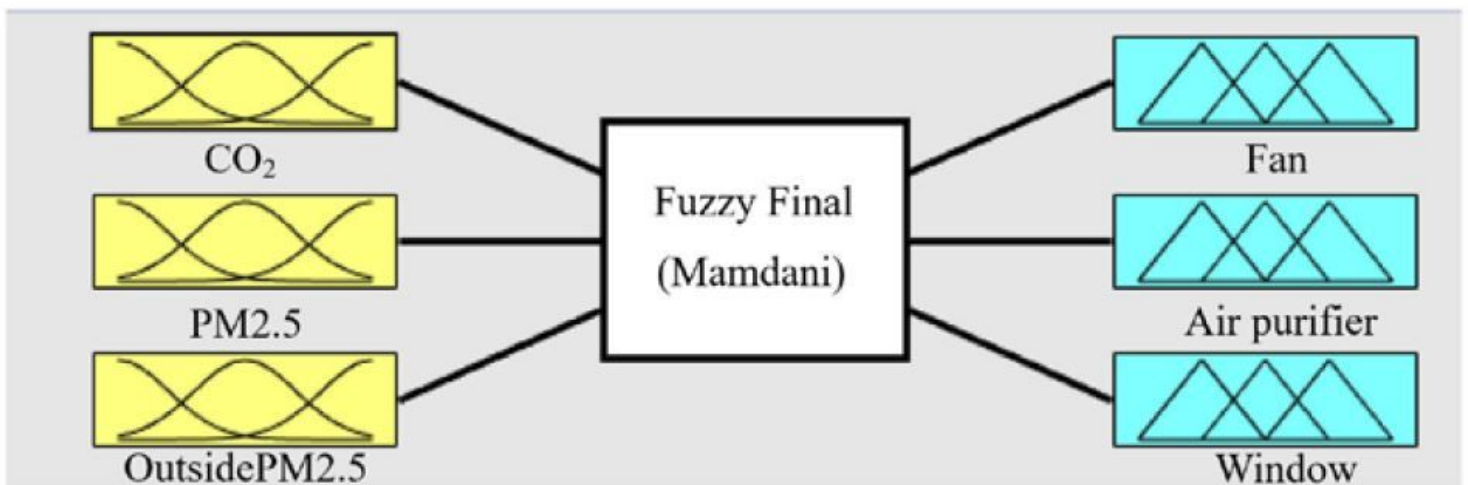 CO₂
PM2.5
OutsidePM2.5
Fuzzy Final
(Mamdani)
Fan
Air purifier
Window